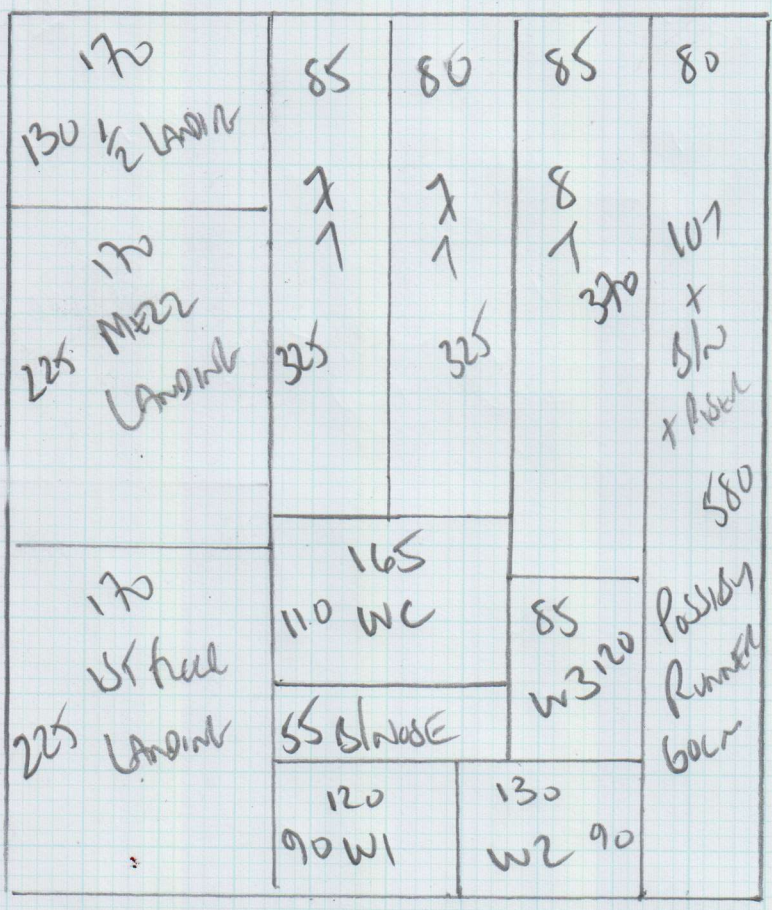 170
130 1/2 LANDING
170
MEZZ
225 LANDING
170
1ST FLOOR
225 LANDING
85
7
1
325
80
7
1
325
165
110 WC
55 B/NOSE
120
90 W1
130
W2 90
85
8
1
370
85
W3 120
80
101
+
B/N
+ RISER
580
POSSIBLY
RUNNER
60cm